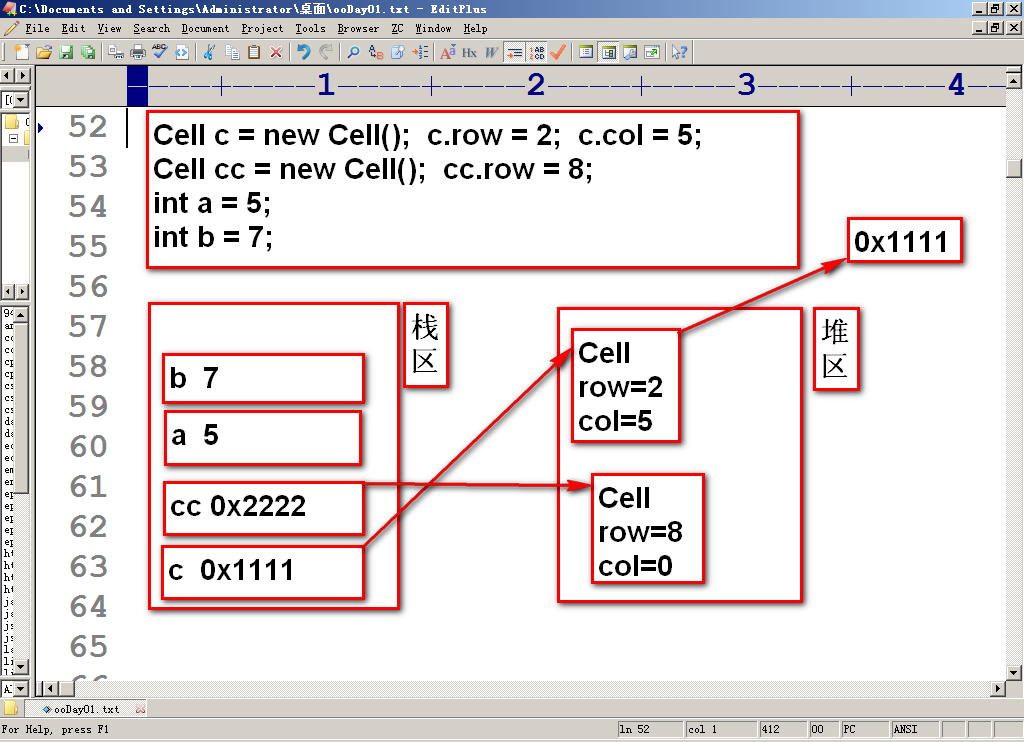 C:\Documents and Settings\Administrator\桌面\ooDay01.txt - EditPlus
File Edit View Search Document Project Tools Browser ZC Window Help
1 2 3 4
52
53
54
55
56
57
58
59
60
61
62
63
64
65
Cell c = new Cell(); c.row = 2; c.col = 5;
Cell cc = new Cell(); cc.row = 8;
int a = 5;
int b = 7;
0x1111
栈
区
b 7
a 5
cc 0x2222
c 0x1111
Cell
row=2
col=5
Cell
row=8
col=0
堆
区
ooDay01.txt
For Help, press F1
ln 52 col 1 412 00 PC ANSI